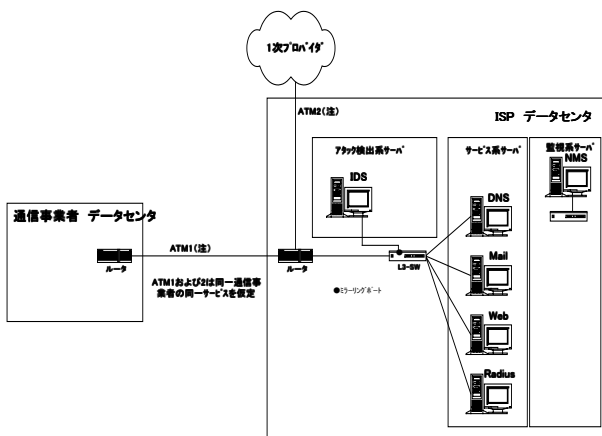 1次ﾌﾟﾛﾊﾞｲﾀﾞ
ATM2(注)
ISP データセンタ
ｱﾀｯｸ検出系ｻｰﾊﾞ
IDS
ｻｰﾋﾞｽ系ｻｰﾊﾞ
監視系ｻｰﾊﾞ
NMS
DNS
Mail
Web
Radius
通信事業者 データセンタ
ﾙｰﾀ
ATM1(注)
ATM1および2は同一通信事
業者の同一サービスを仮定
ﾙｰﾀ
L3-SW
●ﾐﾗｰﾘﾝｸﾞﾎﾟｰﾄ